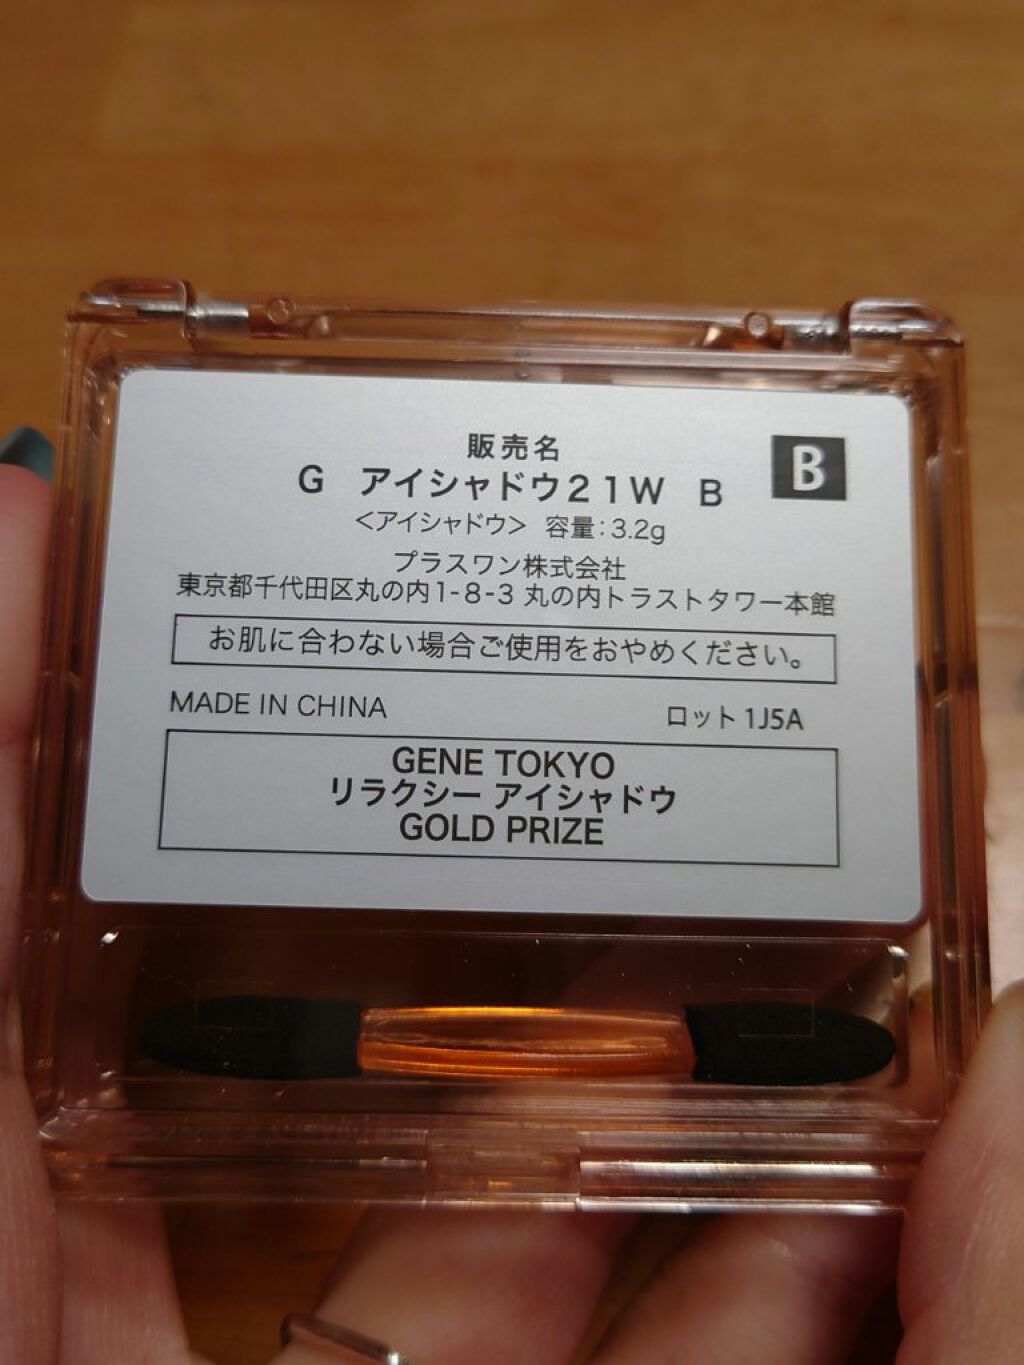 販売名
B
G アイシャドウ21W B
＜アイシャドウ＞ 容量：3.2g
プラスワン株式会社
東京都千代田区丸の内1-8-3 丸の内トラストタワー本館
お肌に合わない場合ご使用をおやめください。
MADE IN CHINA ロット 1J5A
GENE TOKYO
リラクシー アイシャドウ
GOLD PRIZE